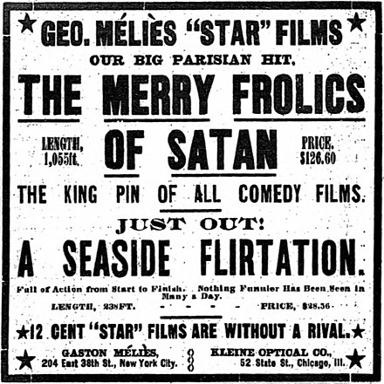 GEO. MÉLIÈS "STAR" FILMS
OUR BIG PARISIAN HIT,
THE MERRY FROLICS
LENGTH, 1,055ft. OF SATAN PRICE, $126.60
THE KING PIN OF ALL COMEDY FILMS.
JUST OUT!
A SEASIDE FLIRTATION.
Full of Action from Start to Finish. Nothing Funnier Has Been Seen in
Many a Day.
LENGTH, 238FT. - - - - PRICE, $28.56.
12 CENT "STAR" FILMS ARE WITHOUT A RIVAL.
GASTON MÉLIÈS, KLEINE OPTICAL CO.,
204 East 38th St., New York City. 52 State St., Chicago, Ill.